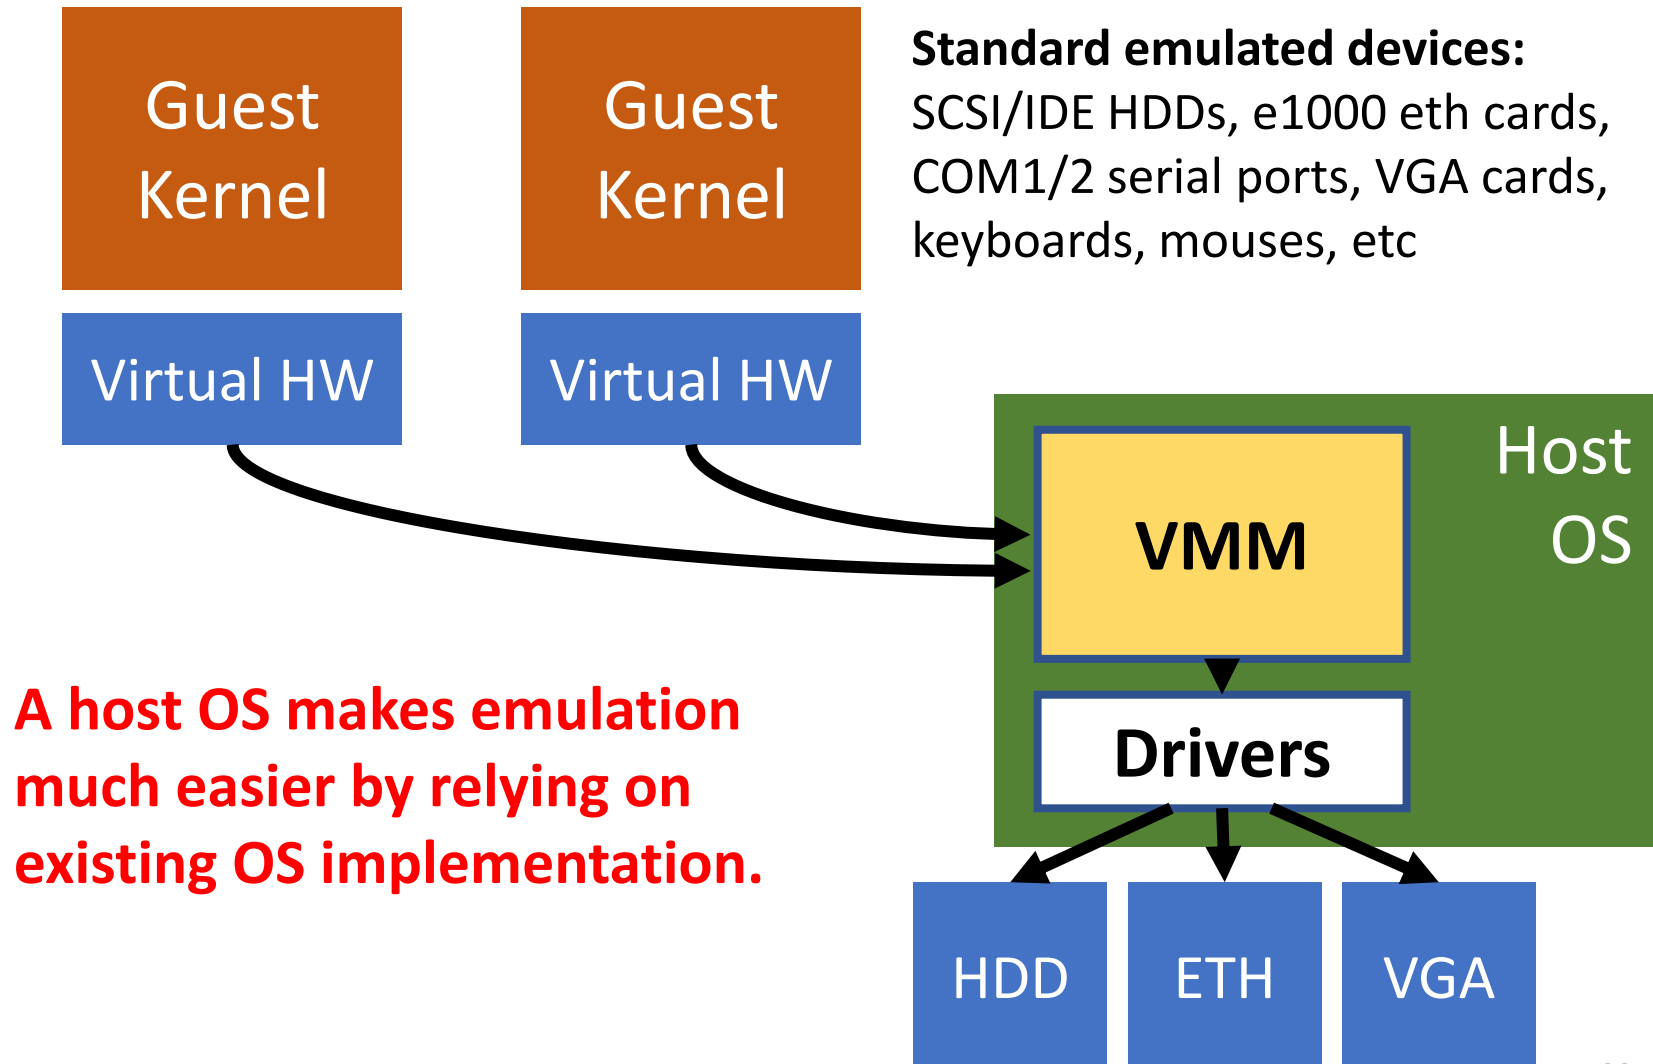 Guest
Kernel
Guest
Kernel
Standard emulated devices:
SCSI/IDE HDDs, e1000 eth cards,
COM1/2 serial ports, VGA cards,
keyboards, mouses, etc
Virtual HW
Virtual HW
Host
OS
VMM
Drivers
A host OS makes emulation
much easier by relying on
existing OS implementation.
HDD
ETH
VGA